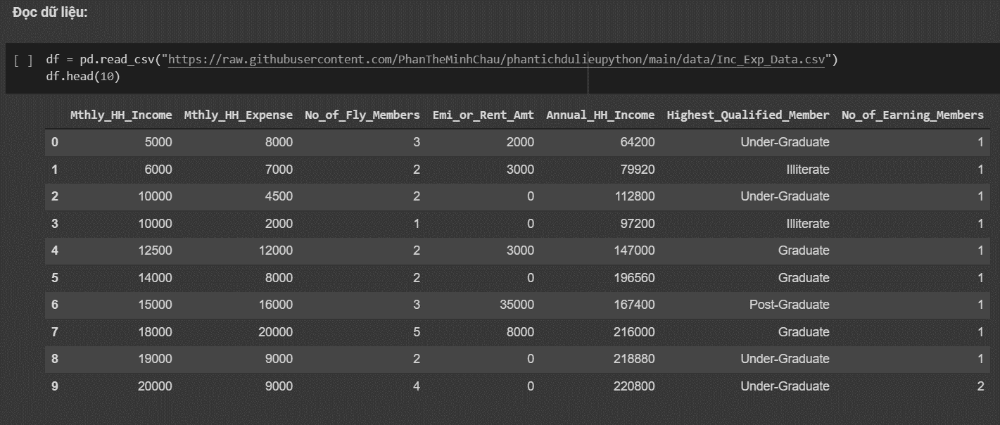 Đọc dữ liệu:
[ ] df = pd.read_csv("https://raw.githubusercontent.com/PhanTheMinhChau/phantichdulieupython/main/data/Inc_Exp_Data.csv")
df.head(10)
Mthly_HH_Income Mthly_HH_Expense No_of_Fly_Members Emi_or_Rent_Amt Annual_HH_Income Highest_Qualified_Member No_of_Earning_Members
0 5000 8000 3 2000 64200 Under-Graduate 1
1 6000 7000 2 3000 79920 Illiterate 1
2 10000 4500 2 0 112800 Under-Graduate 1
3 10000 2000 1 0 97200 Illiterate 1
4 12500 12000 2 3000 147000 Graduate 1
5 14000 8000 2 0 196560 Graduate 1
6 15000 16000 3 35000 167400 Post-Graduate 1
7 18000 20000 5 8000 216000 Graduate 1
8 19000 9000 2 0 218880 Under-Graduate 1
9 20000 9000 4 0 220800 Under-Graduate 2